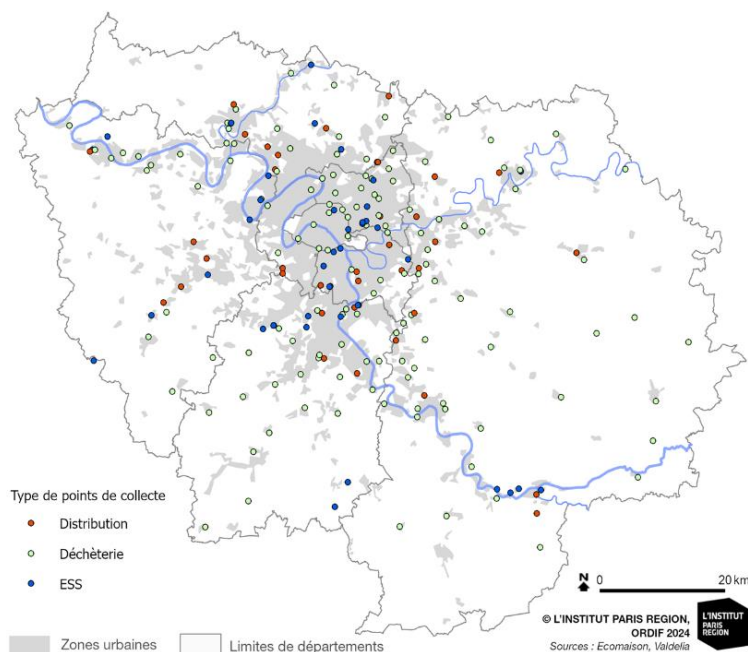 Type de points de collecte
Distribution
Déchèterie
ESS
Zones urbaines
Limites de départements
N
0 20 km
© L'INSTITUT PARIS REGION,
ORDIF 2024
Sources : Ecomaison, Valdelia
L'INSTITUT
PARIS
REGION